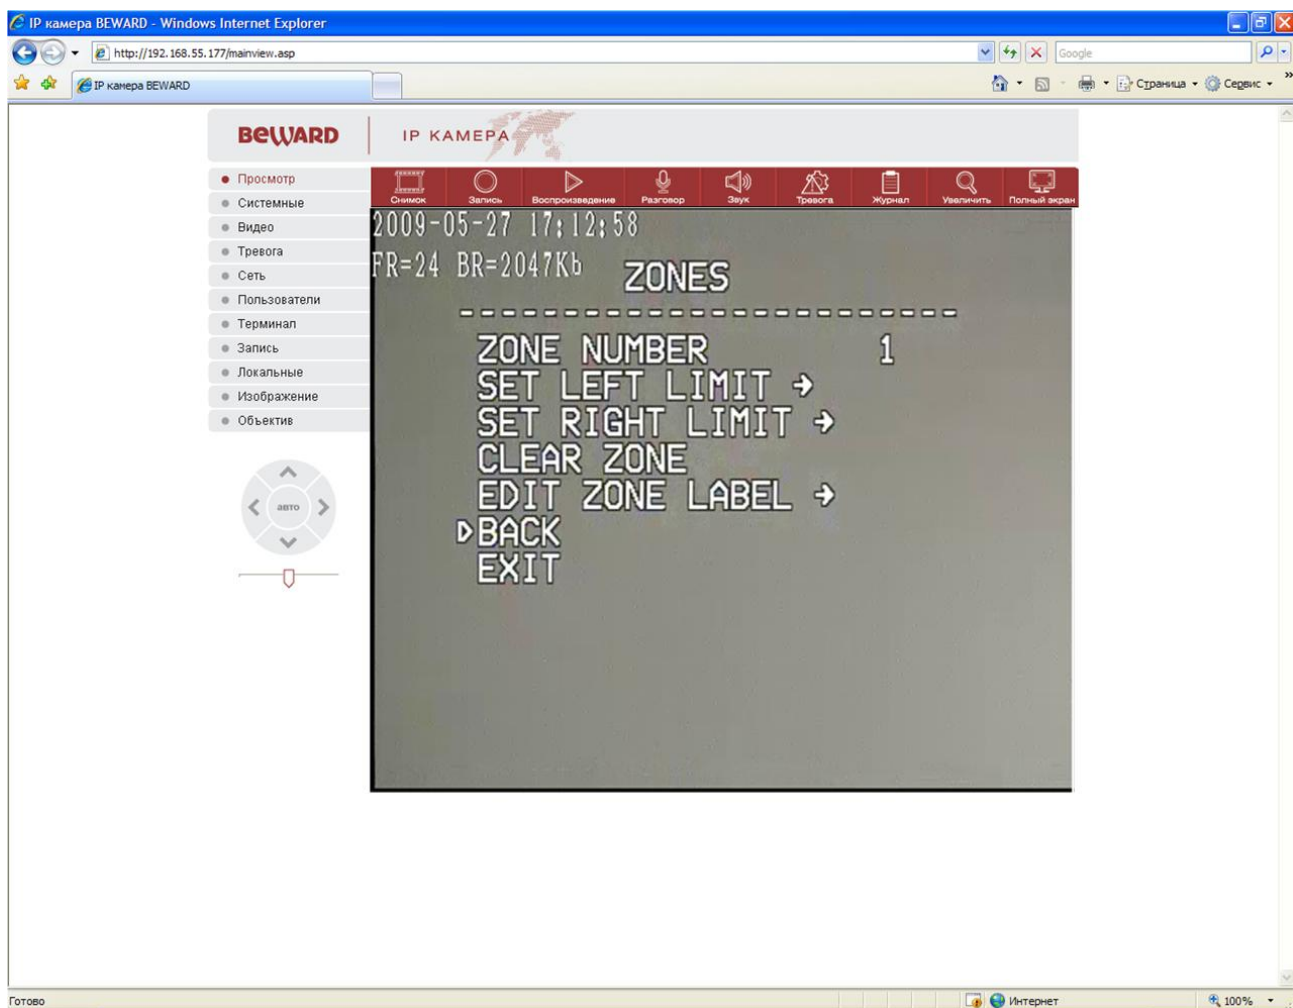 IP камера BEWARD - Windows Internet Explorer
http://192.168.55.177/mainview.asp
Google
IP камера BEWARD
Страница
Сервис
»
BEWARD
IP КАМЕРА
Просмотр
Системные
Видео
Тревога
Сеть
Пользователи
Терминал
Запись
Локальные
Изображение
Объектив
авто
Снимок Запись Воспроизведение Разговор Звук Тревога Журнал Увеличить Полный экран
2009-05-27 17:12:58
FR=24 BR=2047Kb
ZONES
-------------------------
ZONE NUMBER 1
SET LEFT LIMIT →
SET RIGHT LIMIT →
CLEAR ZONE
EDIT ZONE LABEL →
BACK
EXIT
Готово
Интернет
100%